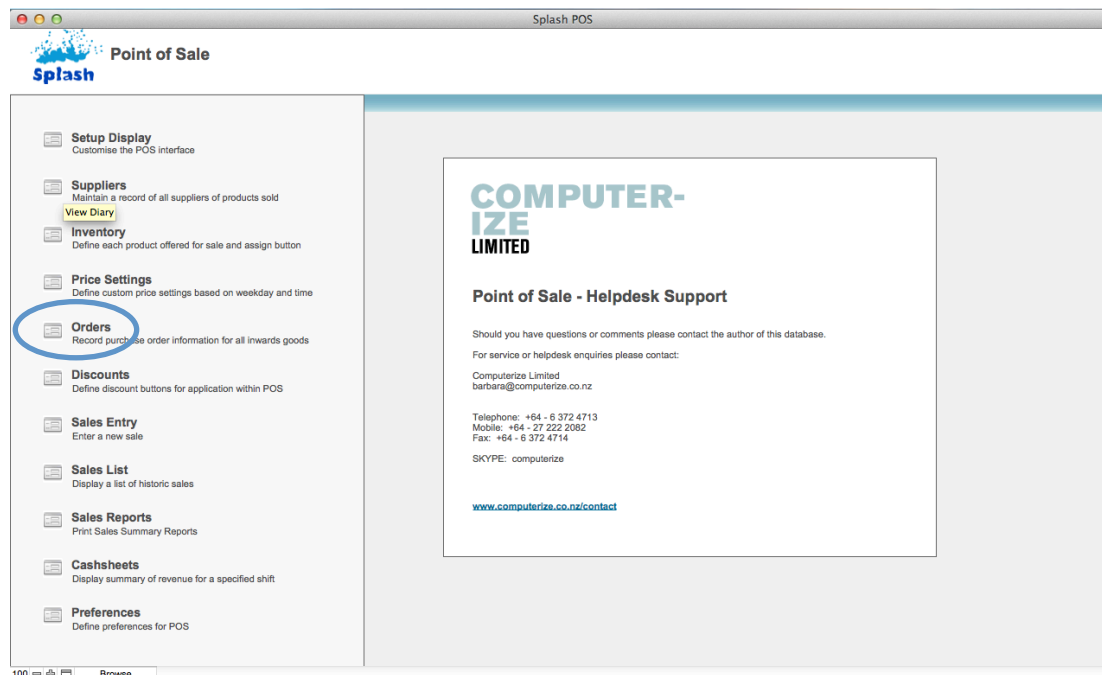 Splash POS
Point of Sale
Splash
Setup Display
Customise the POS interface
Suppliers
Maintain a record of all suppliers of products sold
View Diary
Inventory
Define each product offered for sale and assign button
Price Settings
Define custom price settings based on weekday and time
Orders
Record purchase order information for all inwards goods
Discounts
Define discount buttons for application within POS
Sales Entry
Enter a new sale
Sales List
Display a list of historic sales
Sales Reports
Print Sales Summary Reports
Cashsheets
Display summary of revenue for a specified shift
Preferences
Define preferences for POS
COMPUTER-
IZE
LIMITED
Point of Sale - Helpdesk Support
Should you have questions or comments please contact the author of this database.
For service or helpdesk enquiries please contact:
Computerize Limited
barbara@computerize.co.nz
Telephone: +64 - 6 372 4713
Mobile: +64 - 27 222 2082
Fax: +64 - 6 372 4714
SKYPE: computerize
www.computerize.co.nz/contact
100 Browse